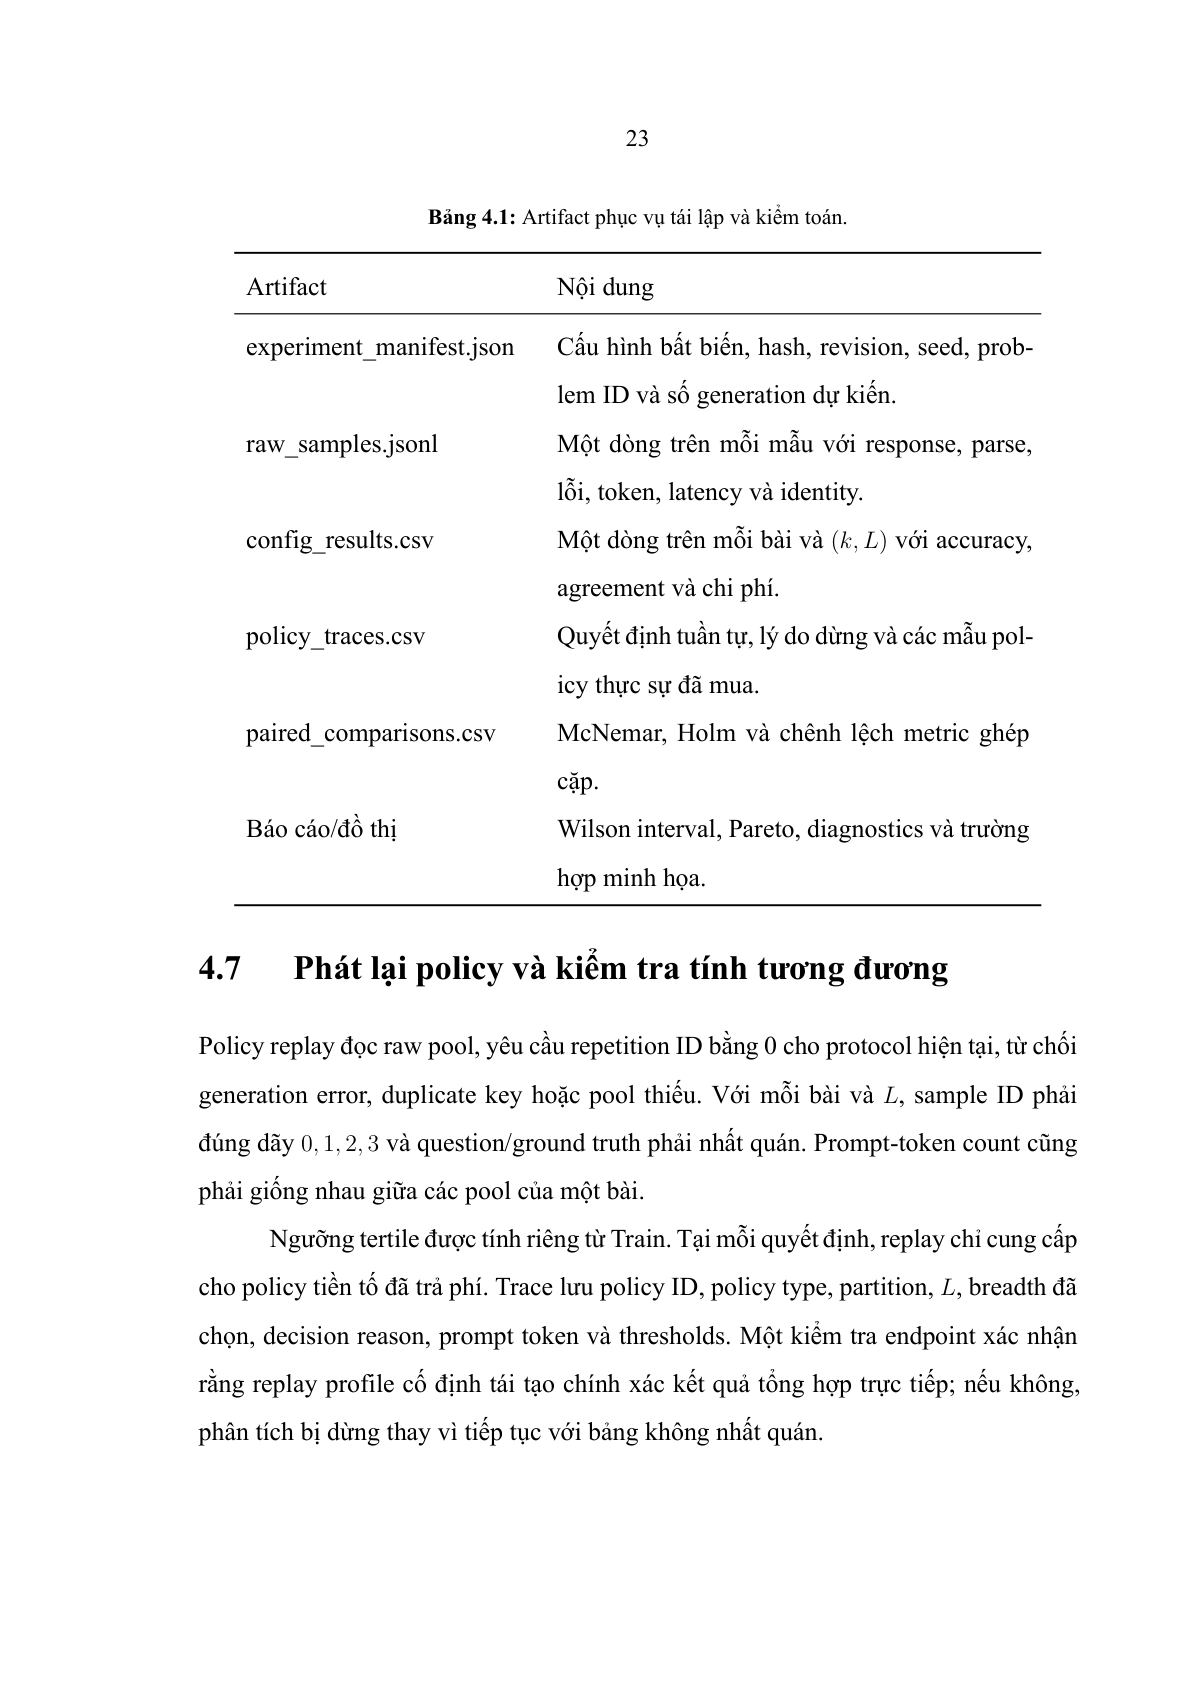 23
Bảng 4.1: Artifact phục vụ tái lập và kiểm toán.
Artifact Nội dung
experiment_manifest.json Cấu hình bất biến, hash, revision, seed, prob-
lem ID và số generation dự kiến.
raw_samples.jsonl Một dòng trên mỗi mẫu với response, parse,
lỗi, token, latency và identity.
config_results.csv Một dòng trên mỗi bài và (k, L) với accuracy,
agreement và chi phí.
policy_traces.csv Quyết định tuần tự, lý do dừng và các mẫu pol-
icy thực sự đã mua.
paired_comparisons.csv McNemar, Holm và chênh lệch metric ghép
cặp.
Báo cáo/đồ thị Wilson interval, Pareto, diagnostics và trường
hợp minh họa.
4.7 Phát lại policy và kiểm tra tính tương đương
Policy replay đọc raw pool, yêu cầu repetition ID bằng 0 cho protocol hiện tại, từ chối
generation error, duplicate key hoặc pool thiếu. Với mỗi bài và L, sample ID phải
đúng dãy 0, 1, 2, 3 và question/ground truth phải nhất quán. Prompt-token count cũng
phải giống nhau giữa các pool của một bài.
Ngưỡng tertile được tính riêng từ Train. Tại mỗi quyết định, replay chỉ cung cấp
cho policy tiền tố đã trả phí. Trace lưu policy ID, policy type, partition, L, breadth đã
chọn, decision reason, prompt token và thresholds. Một kiểm tra endpoint xác nhận
rằng replay profile cố định tái tạo chính xác kết quả tổng hợp trực tiếp; nếu không,
phân tích bị dừng thay vì tiếp tục với bảng không nhất quán.